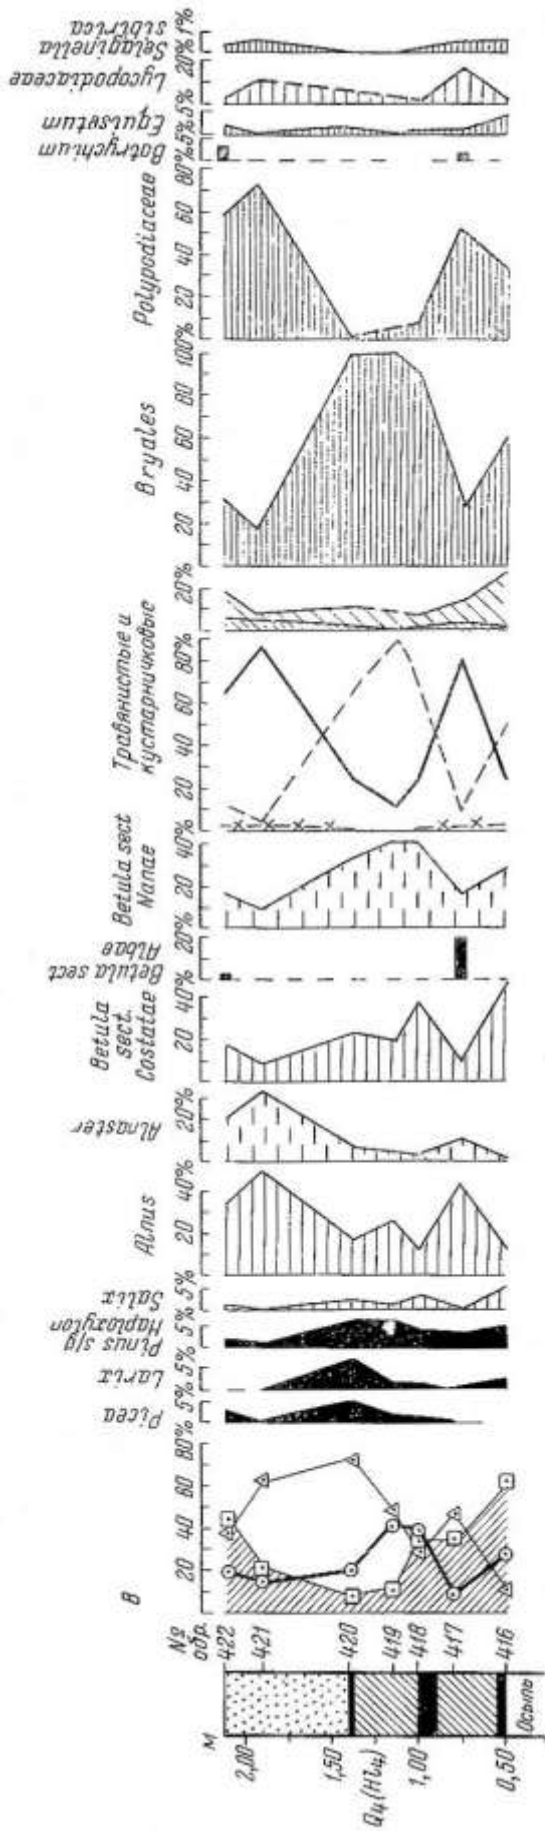 Selaginella sibirica
1%
0%
Lycopodiaceae
20%
5%
Equisetum
5%
Botrychium
80%
60
40
20
Polypodiaceae
100%
80
60
40
20
Bryales
20%
Травянистые и
кустарничковые
80%
60
40
20
0%
Betula sect
Nanae
40%
20
0%
Betula sect
Albae
20%
Betula
sect.
Costatae
40%
20
Alnaster
20%
Alnus
40%
20
Salix
5%
Pinus s/g
Haploxylon
5%
Larix
5%
Picea
5%
80%
60
40
20
В
№
обр.
422
421
420
419
418
417
416
Осыпь
м
2,00
1,50
1,00
0,50
Q₄(Hl₄)